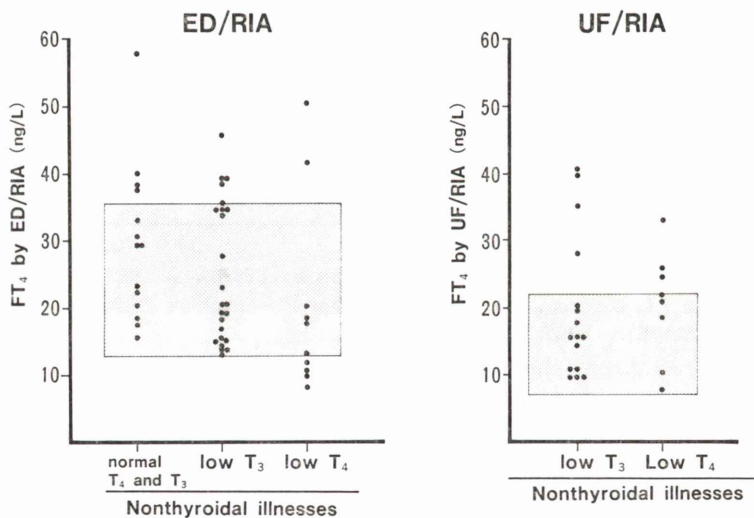 ED/RIA
FT₄ by ED/RIA (ng/L)
60
50
40
30
20
10
normal
T₄ and T₃
low T₃
low T₄
Nonthyroidal illnesses
UF/RIA
FT₄ by UF/RIA (ng/L)
60
50
40
30
20
10
low T₃
Low T₄
Nonthyroidal illnesses